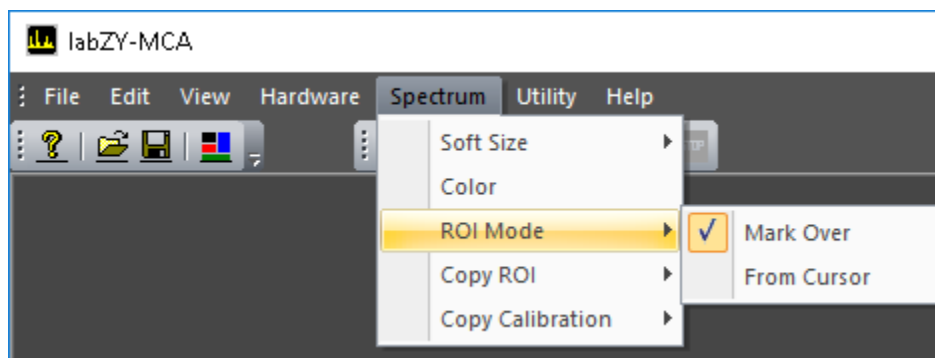 labZY-MCA
File Edit View Hardware Spectrum Utility Help
Soft Size
Color
ROI Mode
Mark Over
Copy ROI
From Cursor
Copy Calibration